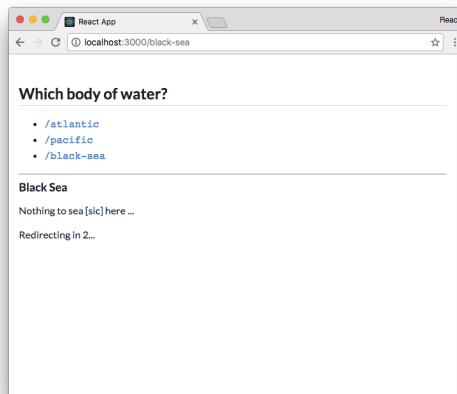 React App
React
localhost:3000/black-sea
Which body of water?
/atlantic
/pacific
/black-sea
Black Sea
Nothing to sea [sic] here ...
Redirecting in 2...